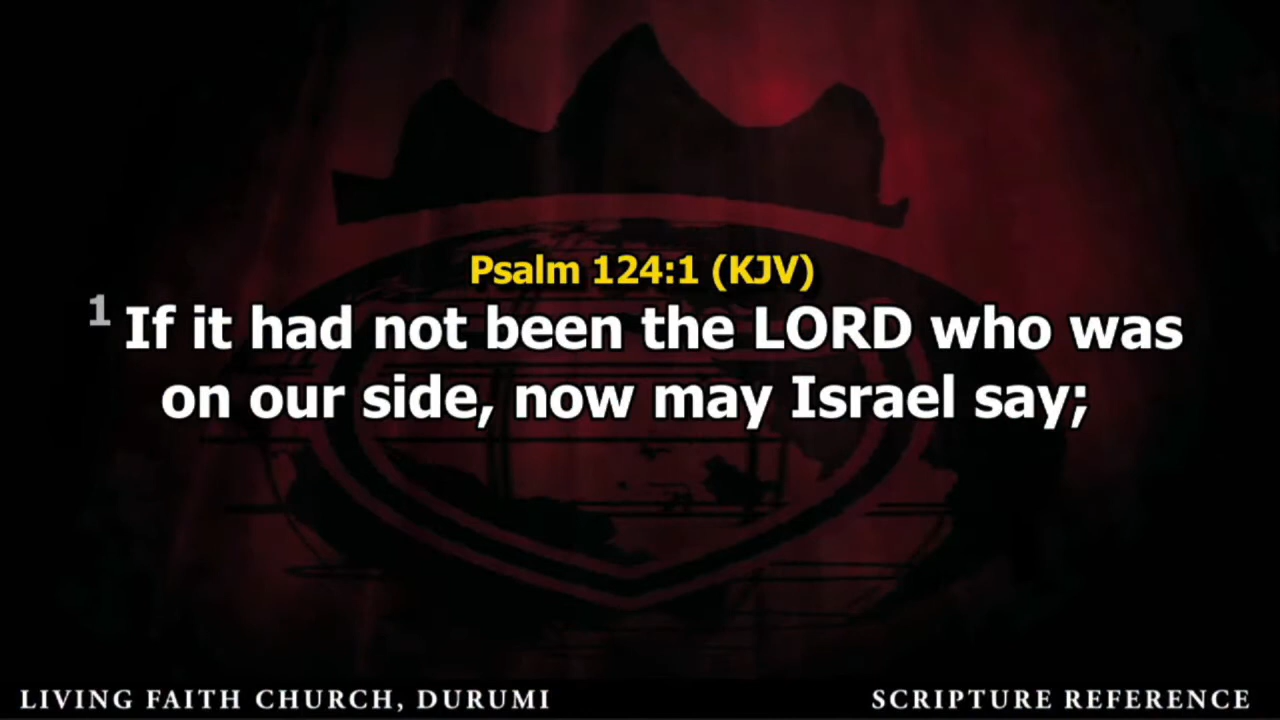 Psalm 124:1 (KJV)
1 If it had not been the LORD who was
on our side, now may Israel say;
LIVING FAITH CHURCH, DURUMI
SCRIPTURE REFERENCE